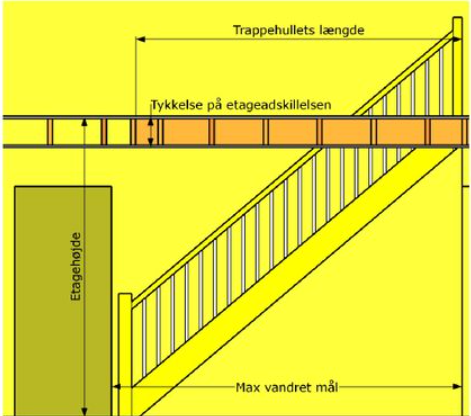 Trappehullets længde
Tykkelse på etageadskillelsen
Etagehøjde
Max vandret mål